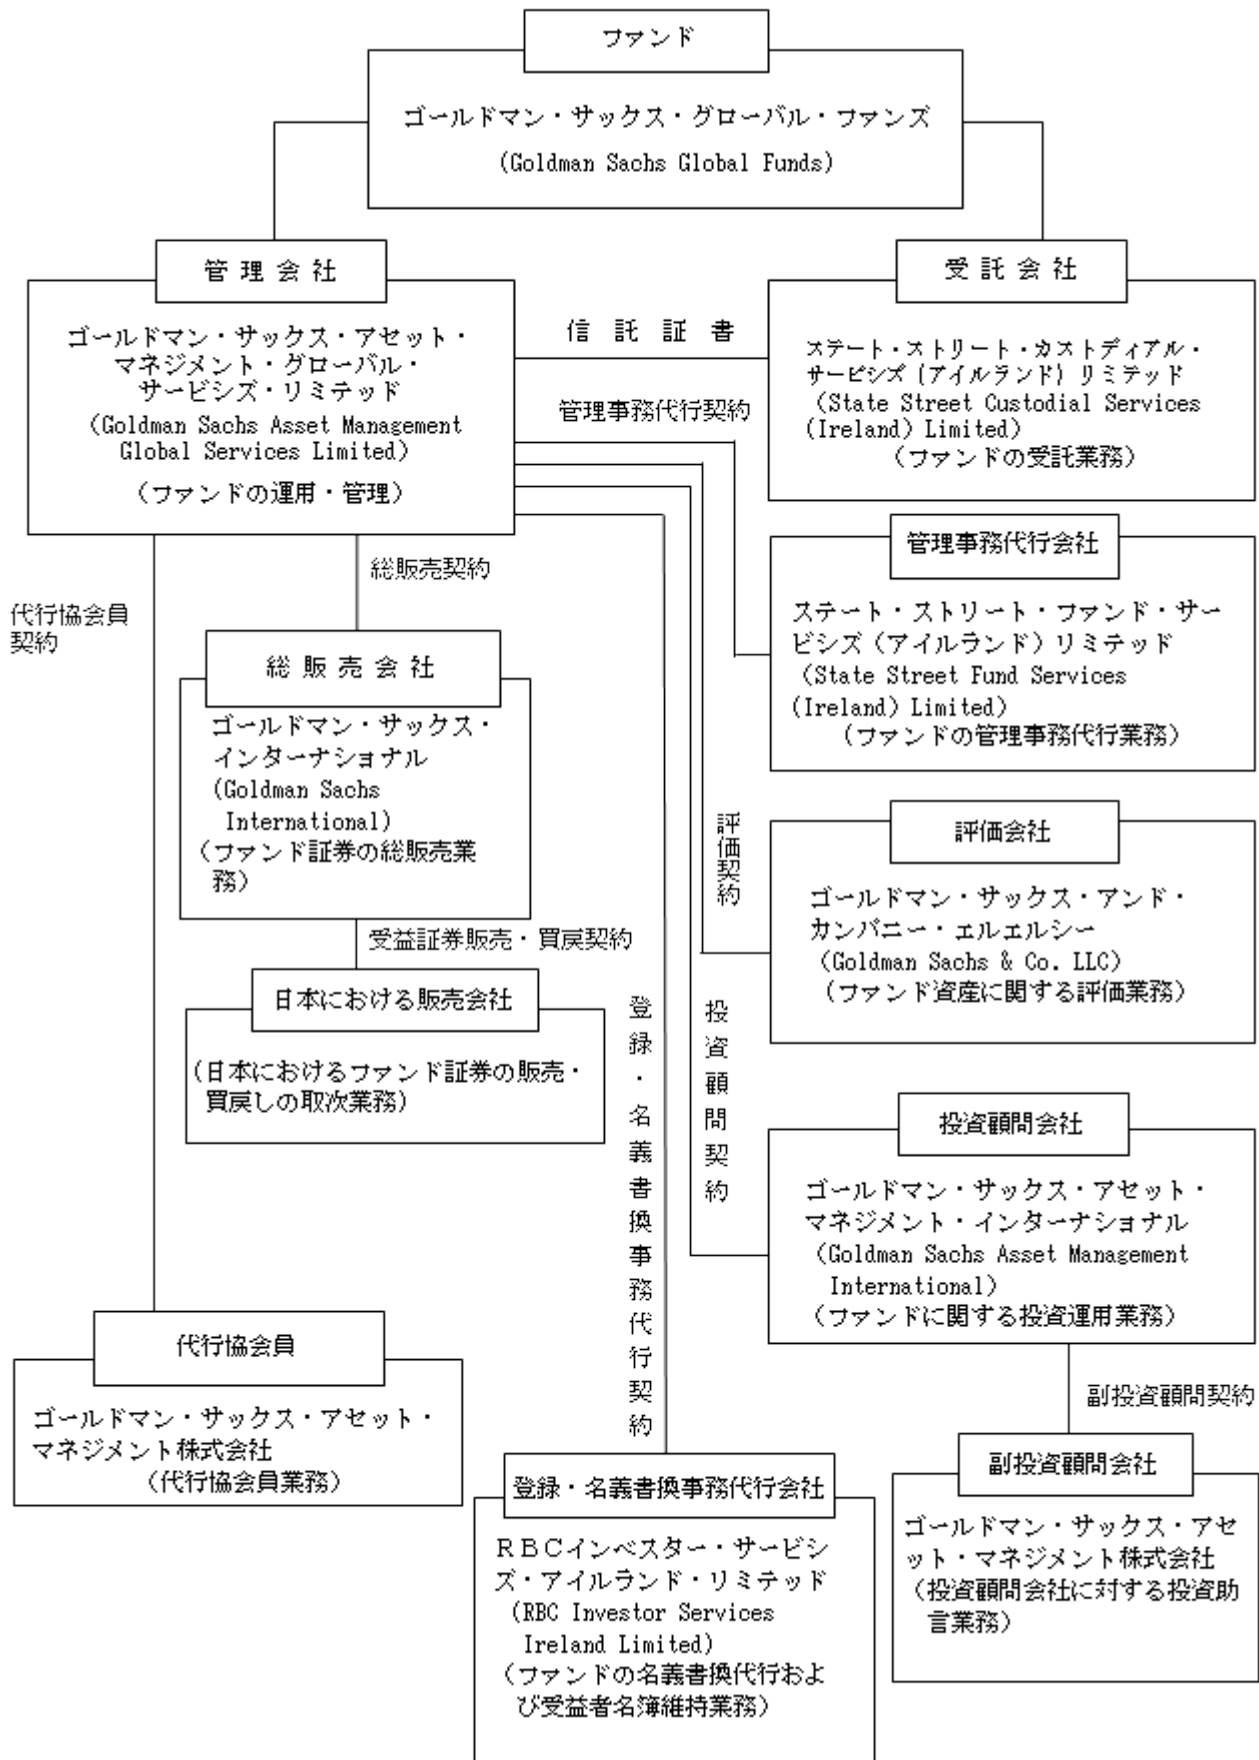 ファンド
ゴールドマン・サックス・グローバル・ファンズ
(Goldman Sachs Global Funds)
管 理 会 社
ゴールドマン・サックス・アセット・
マネジメント・グローバル・
サービシズ・リミテッド
(Goldman Sachs Asset Management
Global Services Limited)
(ファンドの運用・管理)
信 託 証 書
管理事務代行契約
受 託 会 社
ステート・ストリート・カストディアル・
サービシズ (アイルランド) リミテッド
(State Street Custodial Services
(Ireland) Limited)
(ファンドの受託業務)
管理事務代行会社
ステート・ストリート・ファンド・サー
ビシズ (アイルランド) リミテッド
(State Street Fund Services
(Ireland) Limited)
(ファンドの管理事務代行業務)
代行協会員
契約
総販売契約
総 販 売 会 社
ゴールドマン・サックス・
インターナショナル
(Goldman Sachs
International)
(ファンド証券の総販売業
務)
評価契約
評価会社
ゴールドマン・サックス・アンド・
カンパニー・エルエルシー
(Goldman Sachs & Co. LLC)
(ファンド資産に関する評価業務)
受益証券販売・買戻契約
日本における販売会社
(日本におけるファンド証券の販売・
買戻しの取次業務)
登録・名義書換事務代行契約
投資顧問契約
投資顧問会社
ゴールドマン・サックス・アセット・
マネジメント・インターナショナル
(Goldman Sachs Asset Management
International)
(ファンドに関する投資運用業務)
代行協会員
ゴールドマン・サックス・アセット・
マネジメント株式会社
(代行協会員業務)
副投資顧問契約
登録・名義書換事務代行会社
ＲＢＣインベスター・サービシ
ズ・アイルランド・リミテッド
(RBC Investor Services
Ireland Limited)
(ファンドの名義書換代行およ
び受益者名簿維持業務)
副投資顧問会社
ゴールドマン・サックス・アセ
ット・マネジメント株式会社
(投資顧問会社に対する投資助
言業務)